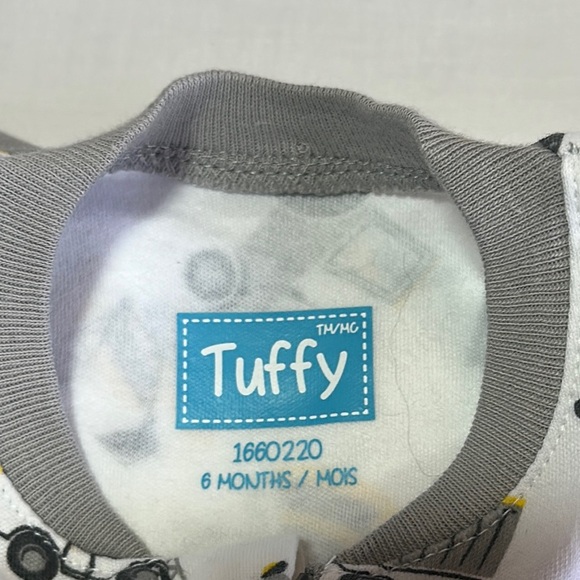 TM/MC
Tuffy
1660220
6 MONTHS / MOIS